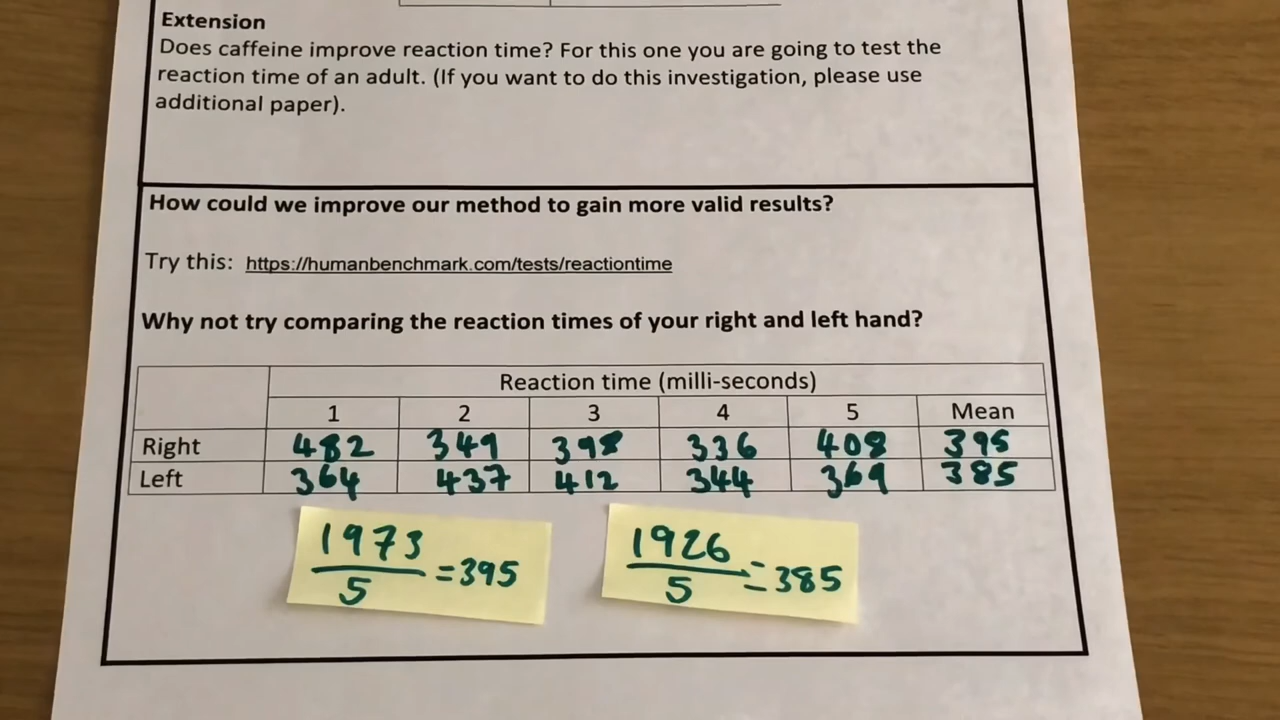 Extension
Does caffeine improve reaction time? For this one you are going to test the
reaction time of an adult. (If you want to do this investigation, please use
additional paper).
How could we improve our method to gain more valid results?
Try this: https://humanbenchmark.com/tests/reactiontime
Why not try comparing the reaction times of your right and left hand?
Reaction time (milli-seconds)
1 2 3 4 5 Mean
Right 482 349 398 336 408 395
Left 364 437 412 344 369 385
1973
5 =395
1926
5 =385